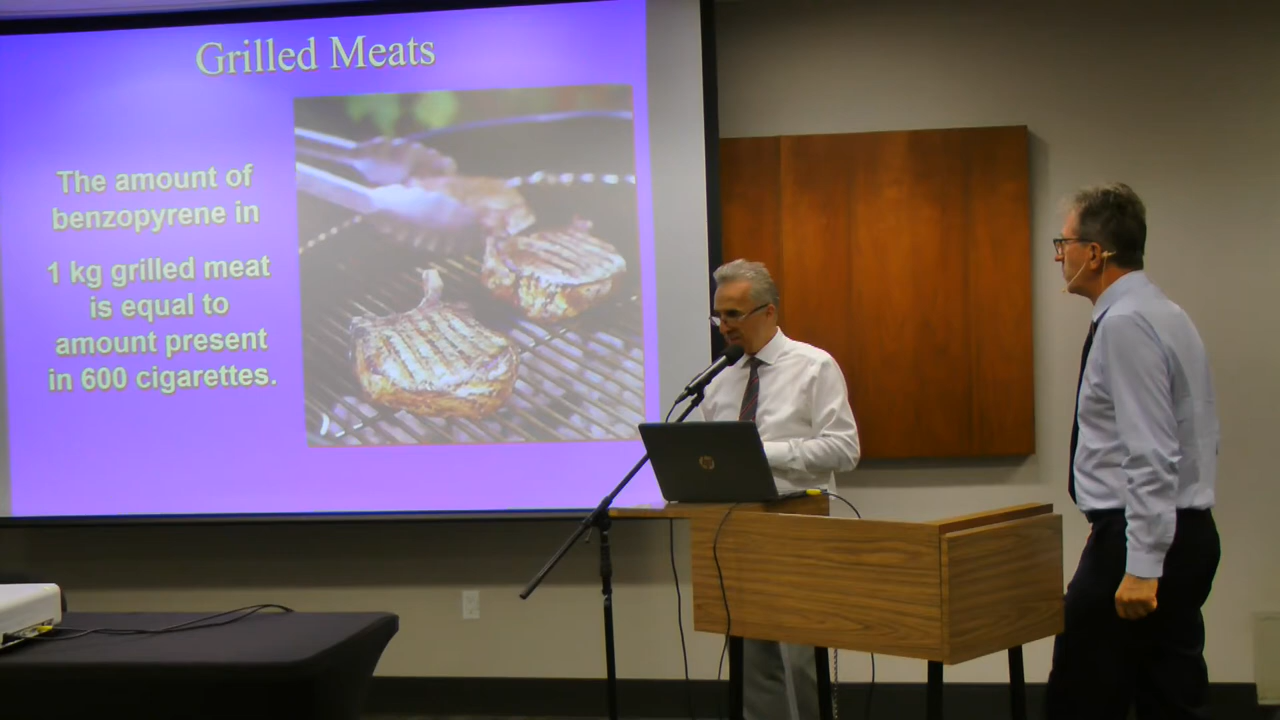 Grilled Meats
The amount of
benzopyrene in
1 kg grilled meat
is equal to
amount present
in 600 cigarettes.
hp